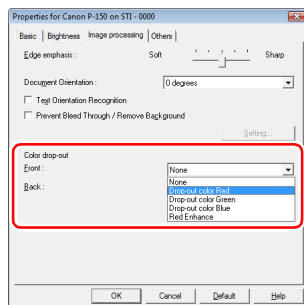 Properties for Canon P-150 on STI - 0000
Basic Brightness Image processing Others
Edge emphasis : Soft Sharp
Document Orientation : 0 degrees
Text Orientation Recognition
Prevent Bleed Through / Remove Background
Setting...
Color drop-out
Front : None
Back :
None
Drop-out color Red
Drop-out color Green
Drop-out color Blue
Red Enhance
OK Cancel Default Help